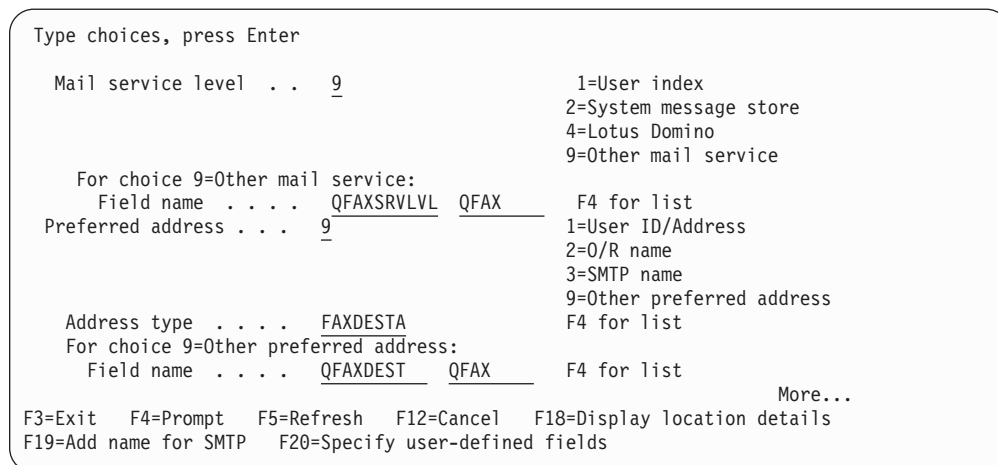 Type choices, press Enter
Mail service level . . 9 1=User index
2=System message store
4=Lotus Domino
9=Other mail service
For choice 9=Other mail service:
Field name . . . . QFAXSRVLVL QFAX F4 for list
Preferred address . . . 9 1=User ID/Address
2=O/R name
3=SMTP name
9=Other preferred address
Address type . . . . FAXDESTA F4 for list
For choice 9=Other preferred address:
Field name . . . . QFAXDEST QFAX F4 for list
More...
F3=Exit F4=Prompt F5=Refresh F12=Cancel F18=Display location details
F19=Add name for SMTP F20=Specify user-defined fields